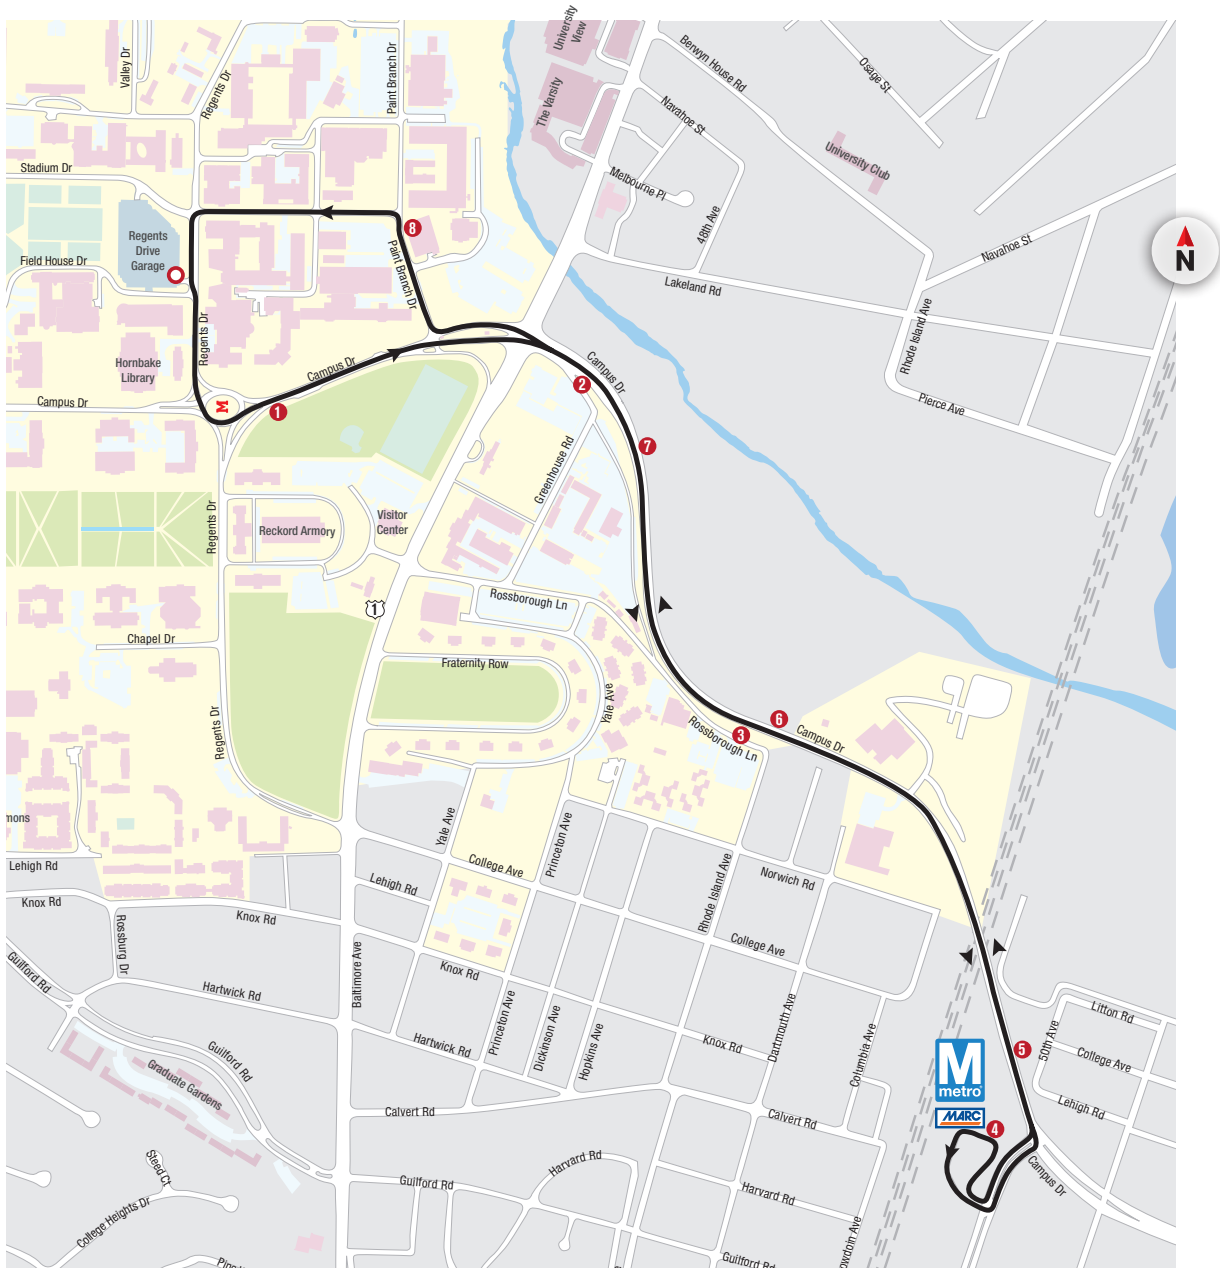 University
View
Valley Dr
Regents Dr
Paint Branch Dr
The Varsity
Berwyn House Rd
Osage St
Navahoe St
University Club
Stadium Dr
Melbourne Pl
48th Ave
Regents
Drive
Garage
8
Paint Branch Dr
Field House Dr
Navahoe St
N
Lakeland Rd
Regents Dr
Rhode Island Ave
Hornbake
Library
Campus Dr
Campus Dr
2
Campus Dr
M
1
Pierce Ave
7
Greenhouse Rd
Regents Dr
Reckord Armory
Visitor
Center
1
Rossborough Ln
Chapel Dr
Fraternity Row
Yale Ave
Regents Dr
6
3
Campus Dr
Rossborough Ln
mons
Yale Ave
Princeton Ave
College Ave
Lehigh Rd
Lehigh Rd
Norwich Rd
Rhode Island Ave
Knox Rd
Knox Rd
Rossburg Dr
College Ave
Guilford Rd
Baltimore Ave
Knox Rd
Hartwick Rd
Princeton Ave
Dickinson Ave
Hopkins Ave
Dartmouth Ave
Columbia Ave
Litton Rd
50th Ave
5
College Ave
Hartwick Rd
Knox Rd
Guilford Rd
Graduate Gardens
M
metro
MARC
4
Lehigh Rd
Calvert Rd
Calvert Rd
Steed Ct
Harvard Rd
Guilford Rd
Harvard Rd
Campus Dr
College Heights Dr
owdoin Ave
Guilford Rd